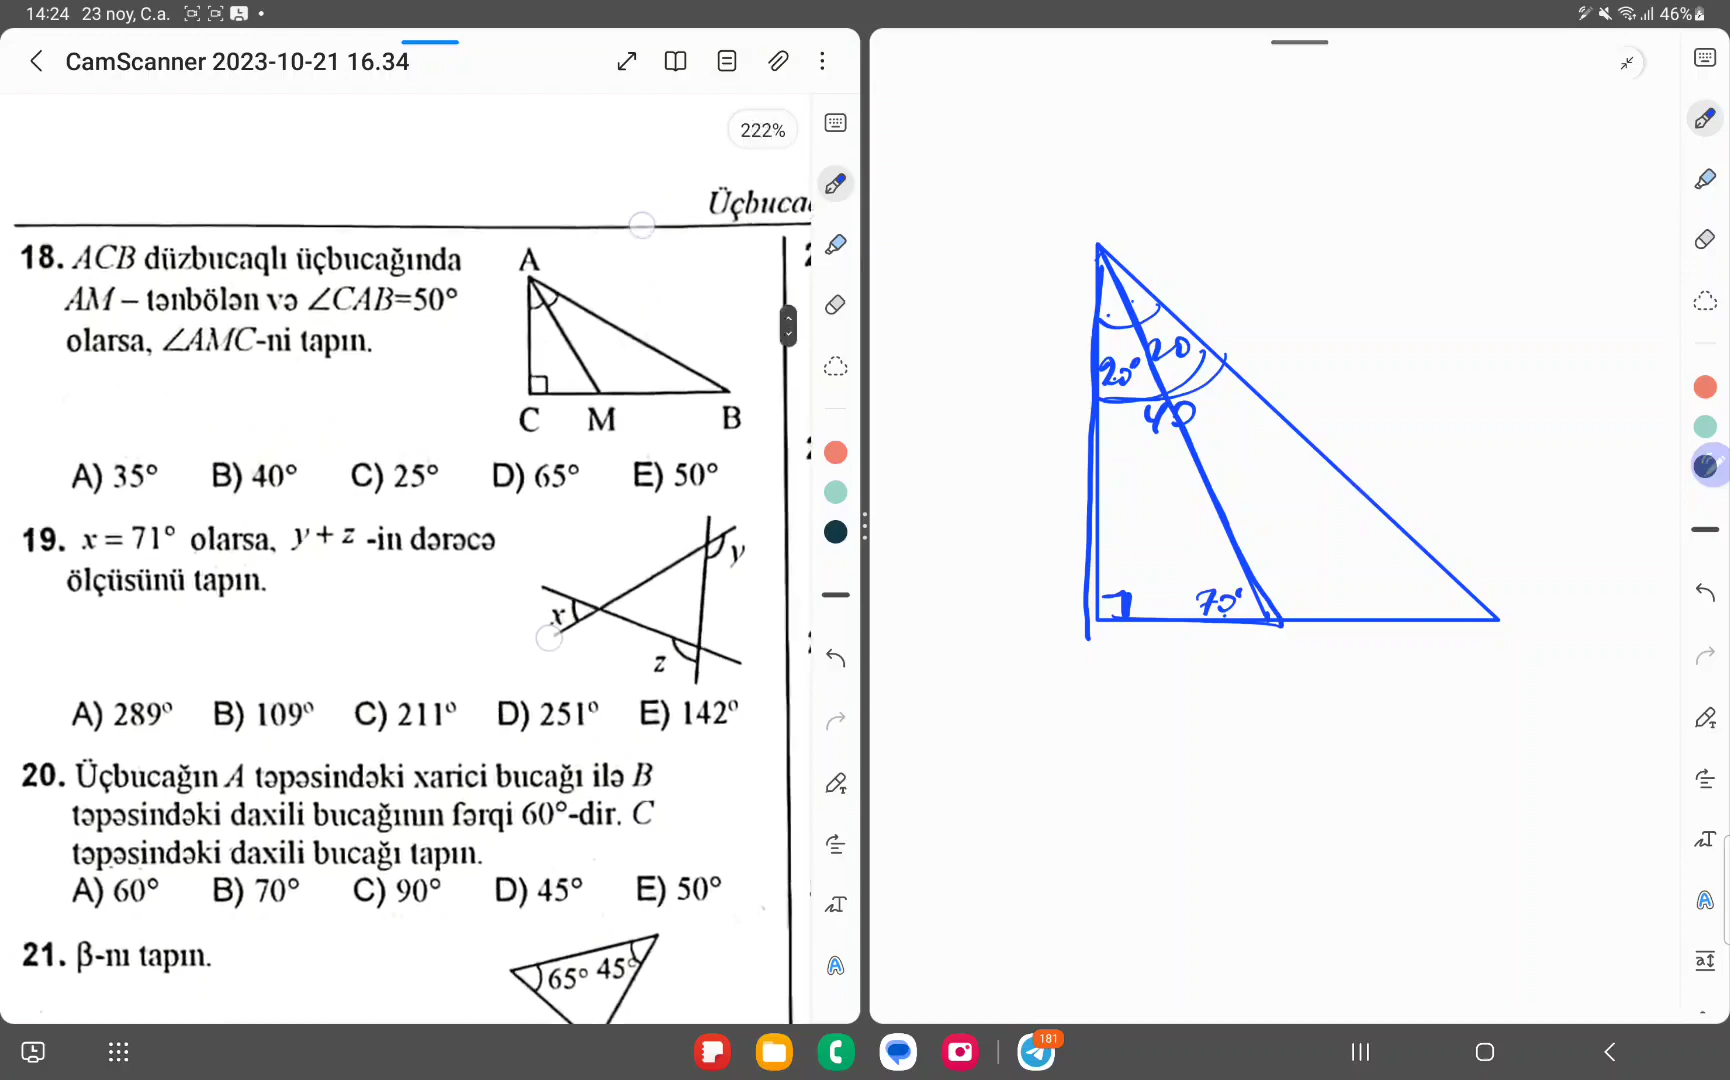 14:24 23 noy, C.a.
46%
CamScanner 2023-10-21 16.34
222%
Üçbuca
18. ACB düzbucaqlı üçbucağında
AM – tənbölən və ∠CAB=50°
olarsa, ∠AMC-ni tapın.
A
C M B
A) 35° B) 40° C) 25° D) 65° E) 50°
19. x = 71° olarsa, y + z -in dərəcə
ölçüsünü tapın.
y
x
z
A) 289° B) 109° C) 211° D) 251° E) 142°
20. Üçbucağın A təpəsindəki xarici bucağı ilə B
təpəsindəki daxili bucağının fərqi 60°-dir. C
təpəsindəki daxili bucağı tapın.
A) 60° B) 70° C) 90° D) 45° E) 50°
21. β-nı tapın.
65° 45°
20
20°
40
70°
181